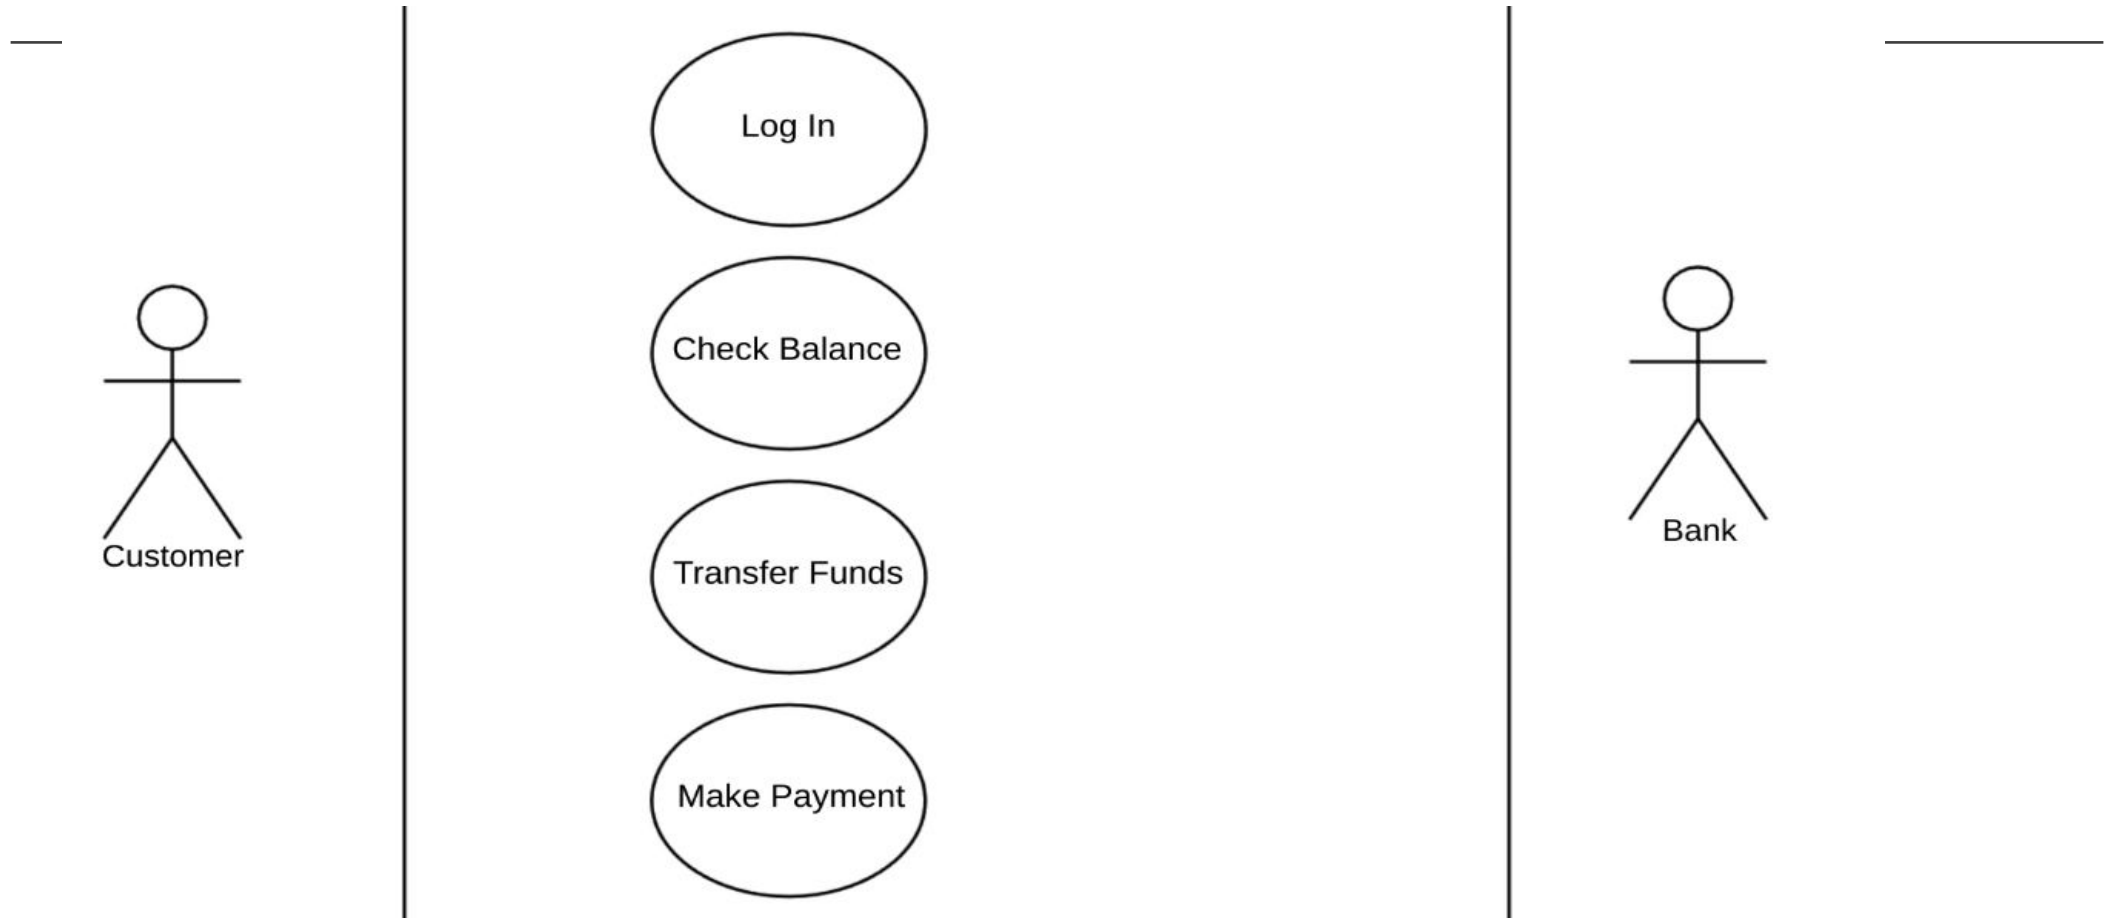 Log In
Check Balance
Transfer Funds
Make Payment
Customer
Bank